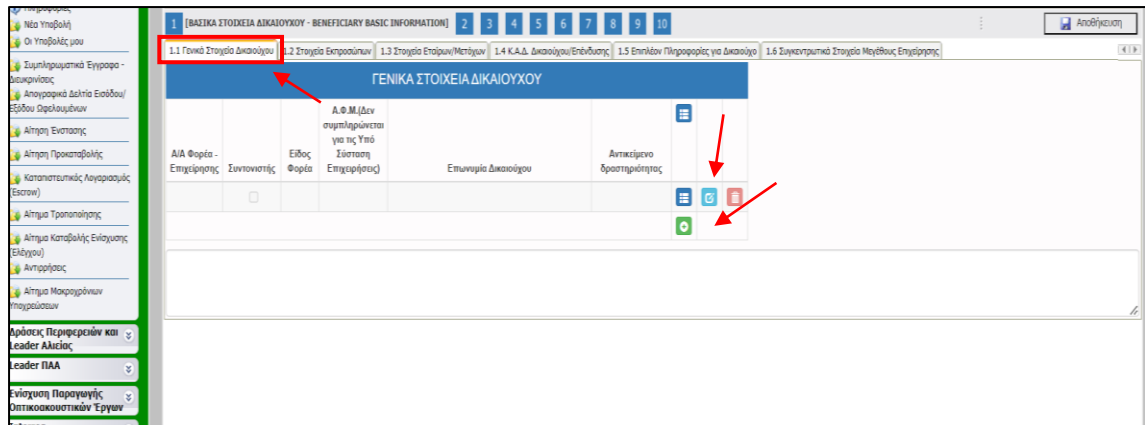 Πληροφορίες
Νέα Υποβολή
Οι Υποβολές μου
Συμπληρωματικά Έγγραφα -
Διευκρινίσεις
Απογραφικά Δελτία Εισόδου/
Εξόδου Ωφελουμένων
Αίτηση Ένστασης
Αίτηση Προκαταβολής
Καταπιστευτικός Λογαριασμός
(Escrow)
Αίτημα Τροποποίησης
Αίτημα Καταβολής Ενίσχυσης
(Ελέγχου)
Αντιρρήσεις
Αίτημα Μακροχρόνιων
Υποχρεώσεων
Δράσεις Περιφερειών και
Leader Αλιείας
Leader ΠΑΑ
Ενίσχυση Παραγωγής
Οπτικοακουστικών Έργων
1 [ΒΑΣΙΚΑ ΣΤΟΙΧΕΙΑ ΔΙΚΑΙΟΥΧΟΥ - BENEFICIARY BASIC INFORMATION] 2 3 4 5 6 7 8 9 10
Αποθήκευση
1.1 Γενικά Στοιχεία Δικαιούχου 1.2 Στοιχεία Εκπροσώπων 1.3 Στοιχεία Εταίρων/Μετόχων 1.4 Κ.Α.Δ. Δικαιούχου/Επένδυσης 1.5 Επιπλέον Πληροφορίες για Δικαιούχο 1.6 Συγκεντρωτικά Στοιχεία Μεγέθους Επιχείρησης
ΓΕΝΙΚΑ ΣΤΟΙΧΕΙΑ ΔΙΚΑΙΟΥΧΟΥ
Α/Α Φορέα -
Επιχείρησης
Συντονιστής
Είδος
Φορέα
Α.Φ.Μ.(Δεν
συμπληρώνεται
για τις Υπό
Σύσταση
Επιχειρήσεις)
Επωνυμία Δικαιούχου
Αντικείμενο
δραστηριότητας